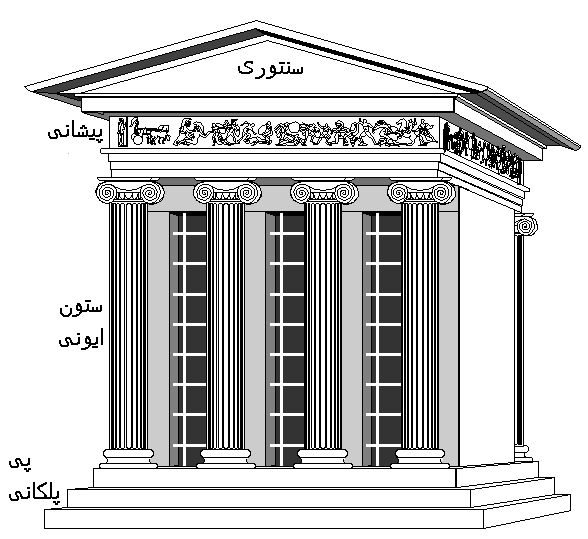 سنتوری
پیشانی
ستون
ایونی
پی
پلکانی